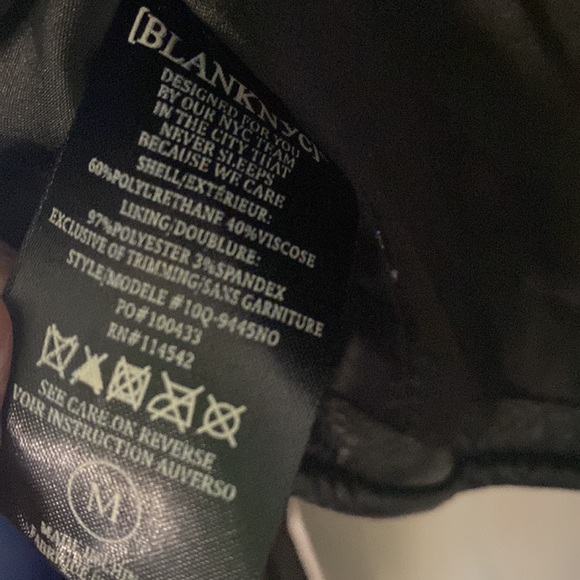 [BLANKNYC]
DESIGNED FOR YOU
BY OUR NYC TEAM
IN THE CITY THAT
NEVER SLEEPS
BECAUSE WE CARE
SHELL/EXTÉRIEUR:
60%POLYURETHANE 40%VISCOSE
LINING/DOUBLURE:
97%POLYESTER 3%SPANDEX
EXCLUSIVE OF TRIMMING/SANS GARNITURE
STYLE/MODELE #10Q-9445NO
PO#100433
RN#114542
SEE CARE ON REVERSE
VOIR INSTRUCTION AUVERSO
M